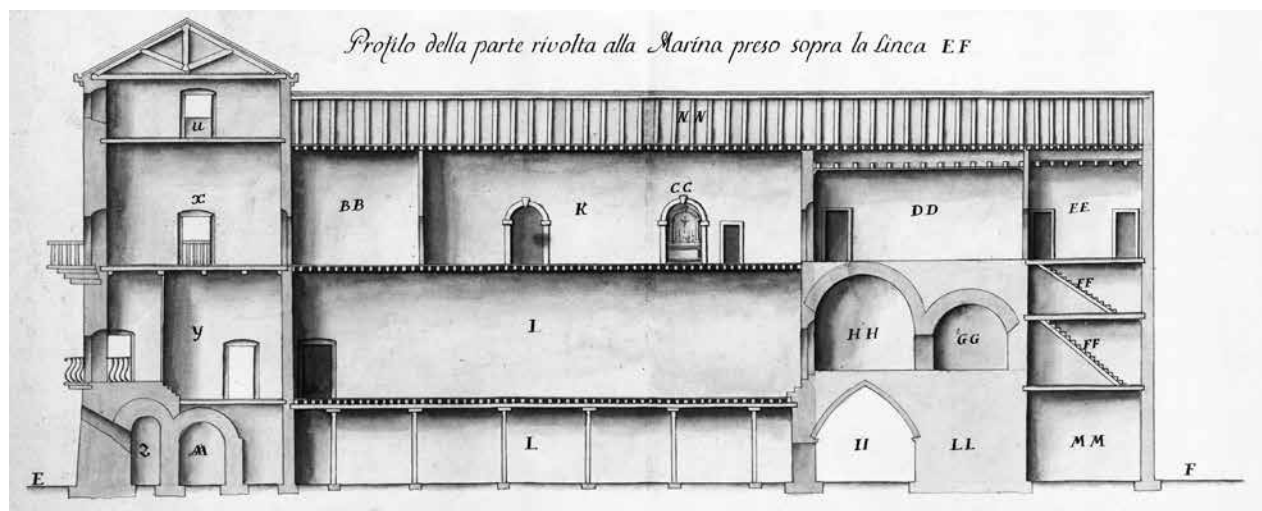 Profilo della parte rivolta alla Marina preso sopra la Linea EF
NN
u
x
BB
K
CC
DD
EE
FF
y
I
HH
GG
FF
Z
M
L
II
LL
MM
E
F